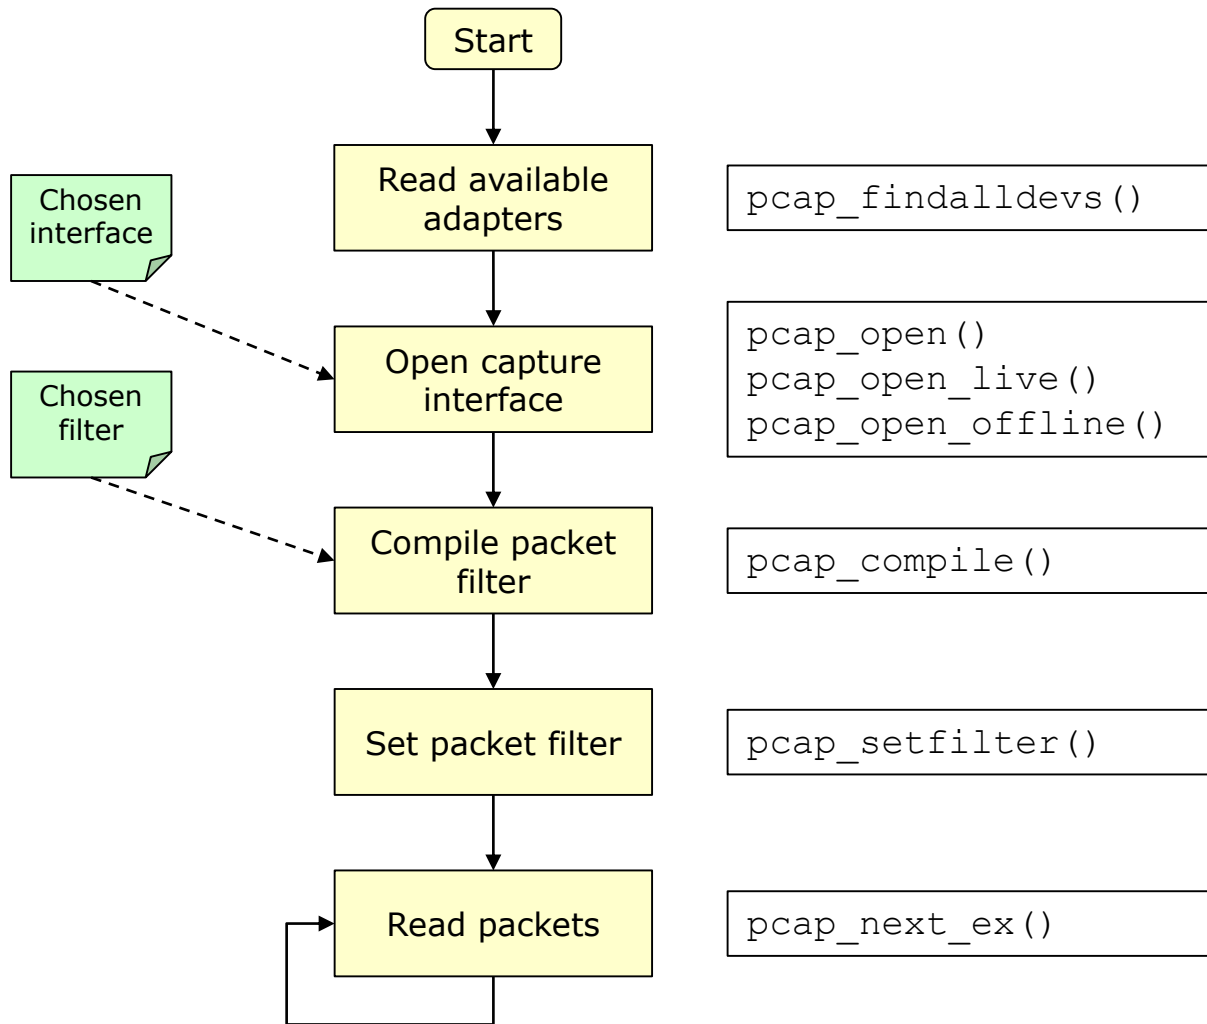 Start
Read available
adapters
pcap_findalldevs()
Chosen
interface
Open capture
interface
pcap_open()
pcap_open_live()
pcap_open_offline()
Chosen
filter
Compile packet
filter
pcap_compile()
Set packet filter
pcap_setfilter()
Read packets
pcap_next_ex()